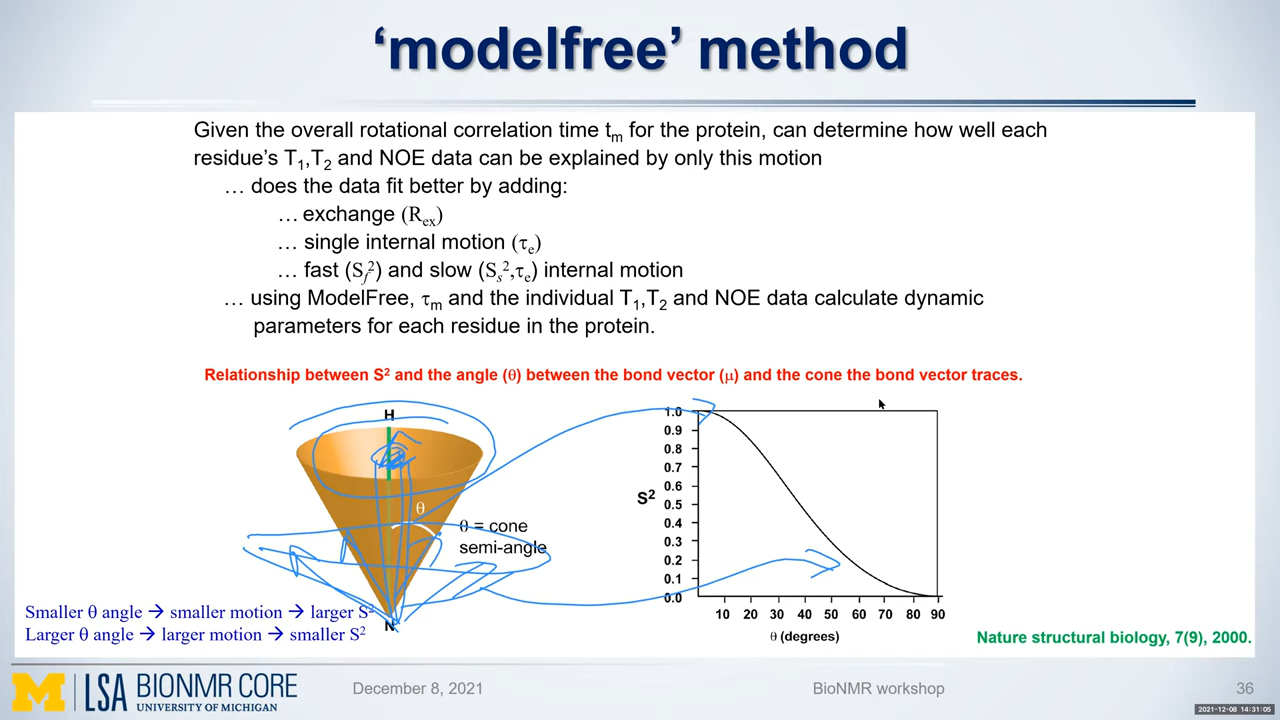 ‘modelfree’ method
Given the overall rotational correlation time tm for the protein, can determine how well each
residue’s T1,T2 and NOE data can be explained by only this motion
… does the data fit better by adding:
… exchange (Rex)
… single internal motion (τe)
… fast (Sf2) and slow (Ss2,τe) internal motion
… using ModelFree, τm and the individual T1,T2 and NOE data calculate dynamic
parameters for each residue in the protein.
Relationship between S2 and the angle (θ) between the bond vector (μ) and the cone the bond vector traces.
H
θ
θ = cone
semi-angle
N
S2
1.0
0.9
0.8
0.7
0.6
0.5
0.4
0.3
0.2
0.1
0.0
10 20 30 40 50 60 70 80 90
θ (degrees)
Smaller θ angle → smaller motion → larger S2
Larger θ angle → larger motion → smaller S2
Nature structural biology, 7(9), 2000.
M LSA BIONMR CORE
UNIVERSITY OF MICHIGAN
December 8, 2021
BioNMR workshop
36
2021-12-08 14:31:05